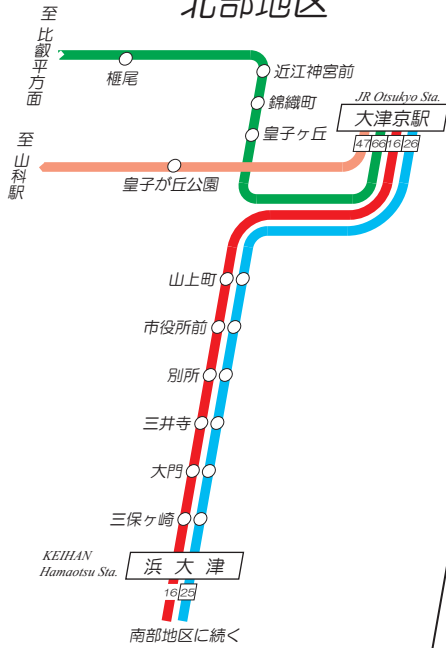 北部地区
至比叡平方面
榧尾
近江神宮前
錦織町
皇子ヶ丘
JR Otsukyo Sta.
大津京駅
47 66 16 26
至山科駅
皇子が丘公園
山上町
市役所前
別所
三井寺
大門
三保ヶ崎
KEIHAN
Hamaotsu Sta.
浜大津
16 25
南部地区に続く